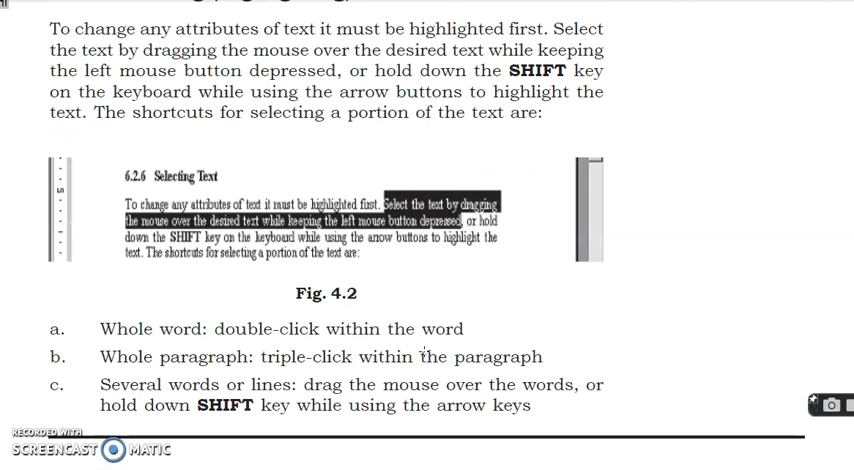 To change any attributes of text it must be highlighted first. Select
the text by dragging the mouse over the desired text while keeping
the left mouse button depressed, or hold down the SHIFT key
on the keyboard while using the arrow buttons to highlight the
text. The shortcuts for selecting a portion of the text are:
6.2.6 Selecting Text
To change any attributes of text it must be highlighted first. Select the text by dragging
the mouse over the desired text while keeping the left mouse button depressed, or hold
down the SHIFT key on the keyboard while using the arrow buttons to highlight the
text. The shortcuts for selecting a portion of the text are:
Fig. 4.2
a. Whole word: double-click within the word
b. Whole paragraph: triple-click within the paragraph
c. Several words or lines: drag the mouse over the words, or
hold down SHIFT key while using the arrow keys
RECORDED WITH
SCREENCAST MATIC